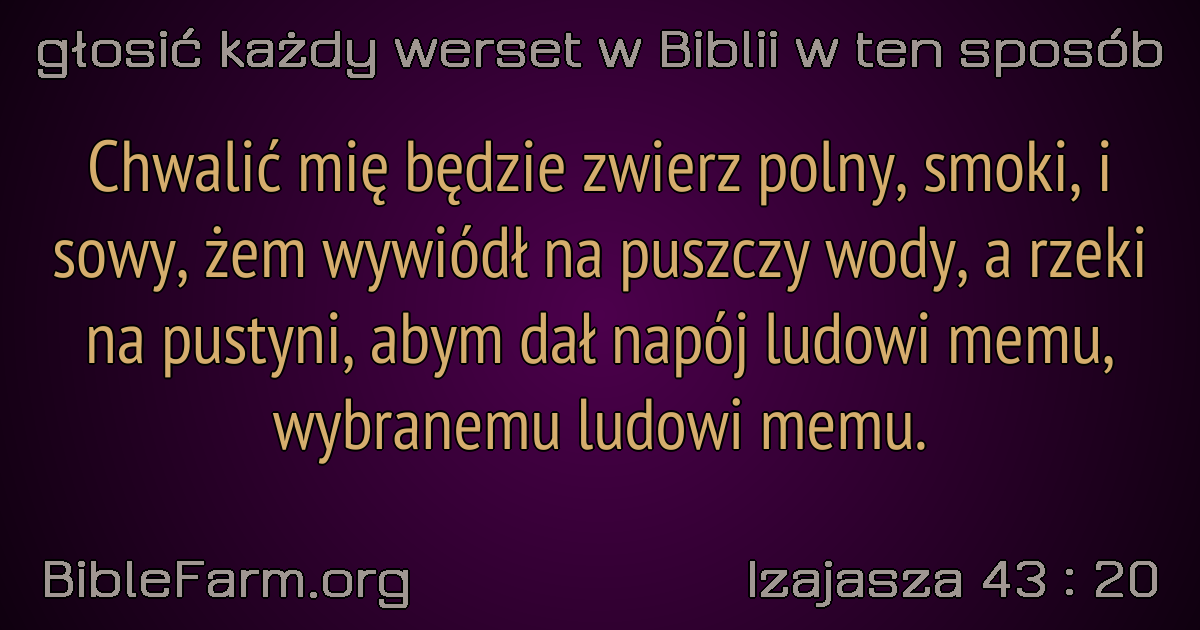 głosić każdy werset w Biblii w ten sposób
Chwalić mię będzie zwierz polny, smoki, i
sowy, żem wywiódł na puszczy wody, a rzeki
na pustyni, abym dał napój ludowi memu,
wybranemu ludowi memu.
BibleFarm.org
Izajasza 43 : 20